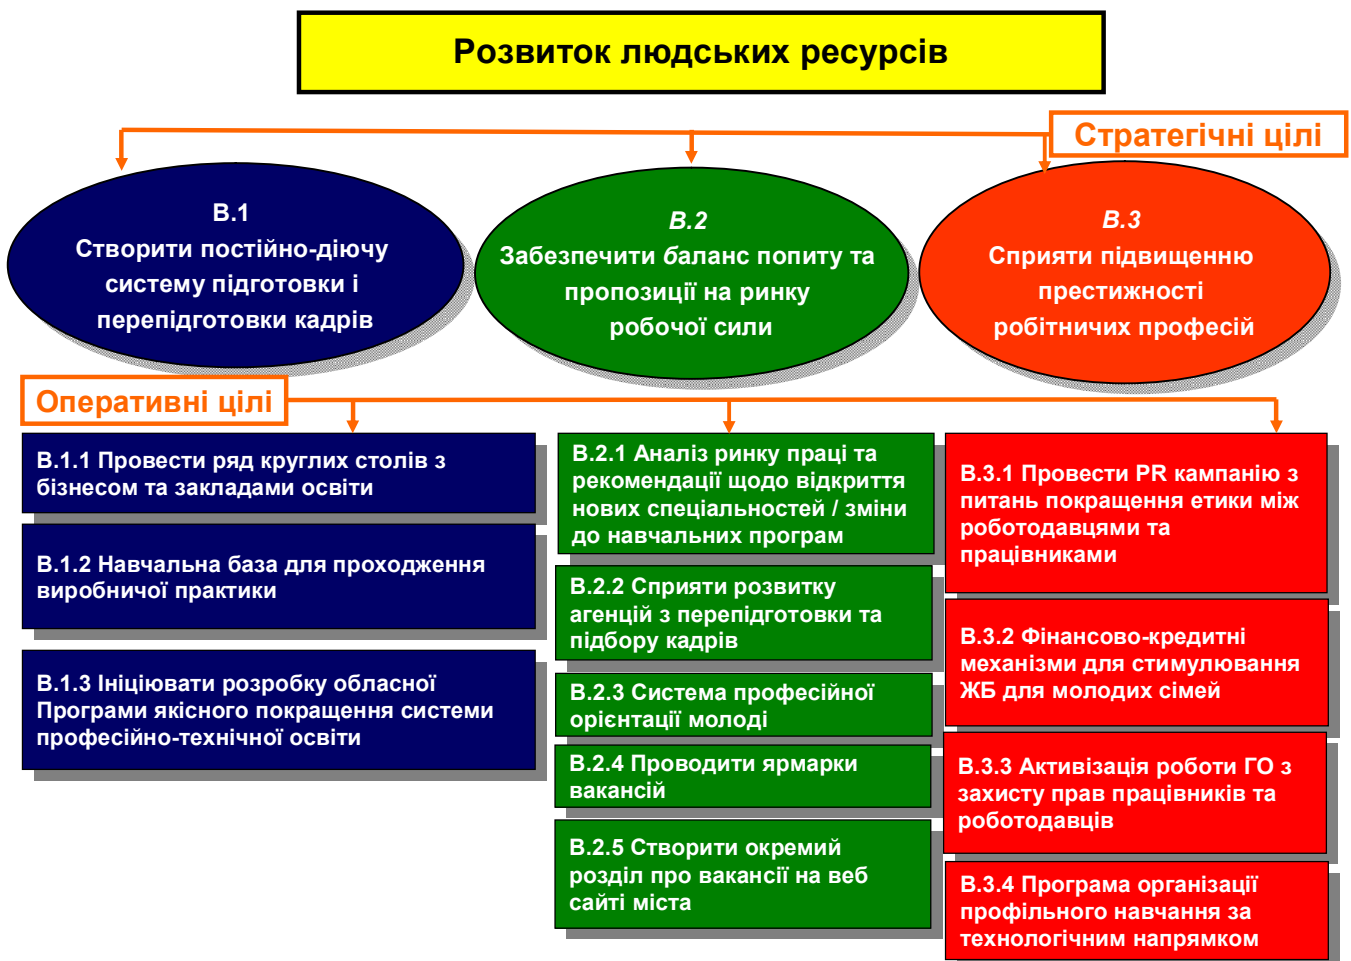 Розвиток людських ресурсів
Стратегічні цілі
В.1
Створити постійно-діючу
систему підготовки і
перепідготовки кадрів
В.2
Забезпечити баланс попиту та
пропозиції на ринку
робочої сили
В.3
Сприяти підвищенню
престижності
робітничих професій
Оперативні цілі
В.1.1 Провести ряд круглих столів з
бізнесом та закладами освіти
В.1.2 Навчальна база для проходження
виробничої практики
В.1.3 Ініціювати розробку обласної
Програми якісного покращення системи
професійно-технічної освіти
В.2.1 Аналіз ринку праці та
рекомендації щодо відкриття
нових спеціальностей / зміни
до навчальних програм
В.2.2 Сприяти розвитку
агенцій з перепідготовки та
підбору кадрів
В.2.3 Система професійної
орієнтації молоді
В.2.4 Проводити ярмарки
вакансій
В.2.5 Створити окремий
розділ про вакансії на веб
сайті міста
В.3.1 Провести PR кампанію з
питань покращення етики між
роботодавцями та
працівниками
В.3.2 Фінансово-кредитні
механізми для стимулювання
ЖБ для молодих сімей
В.3.3 Активізація роботи ГО з
захисту прав працівників та
роботодавців
В.3.4 Програма організації
профільного навчання за
технологічним напрямком